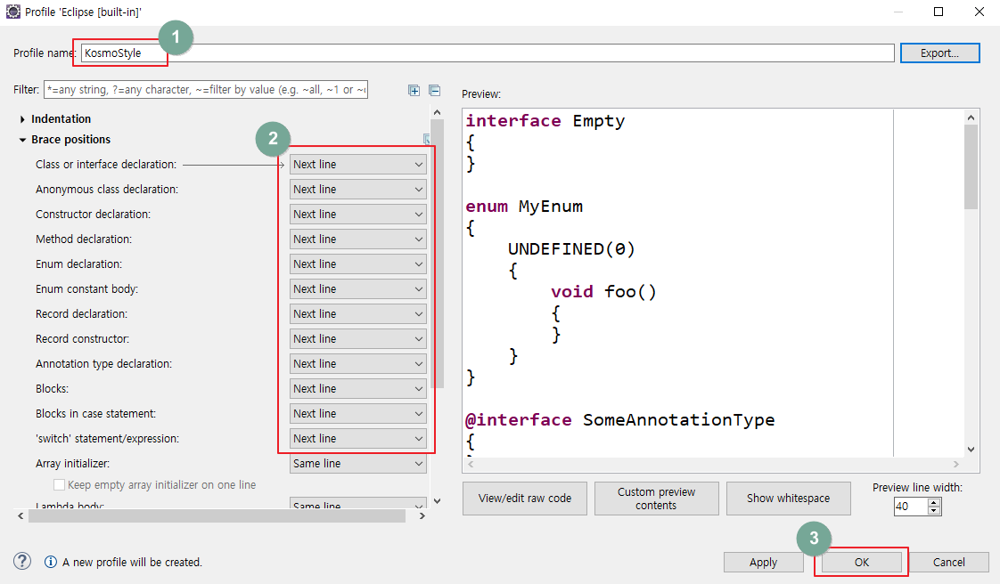 Profile 'Eclipse [built-in]'
1
Profile name: KosmoStyle Export...
Filter: *=any string, ?=any character, ~=filter by value (e.g. ~all, ~1 or ~
Indentation
Brace positions
2
Class or interface declaration: Next line
Anonymous class declaration: Next line
Constructor declaration: Next line
Method declaration: Next line
Enum declaration: Next line
Enum constant body: Next line
Record declaration: Next line
Record constructor: Next line
Annotation type declaration: Next line
Blocks: Next line
Blocks in case statement: Next line
'switch' statement/expression: Next line
Array initializer: Same line
Keep empty array initializer on one line
Lambda body: Same line
Preview:
interface Empty
{
}
enum MyEnum
{
UNDEFINED(0)
{
void foo()
{
}
}
}
@interface SomeAnnotationType
{
View/edit raw code
Custom preview
contents
Show whitespace
Preview line width:
40
3
? A new profile will be created.
Apply OK Cancel